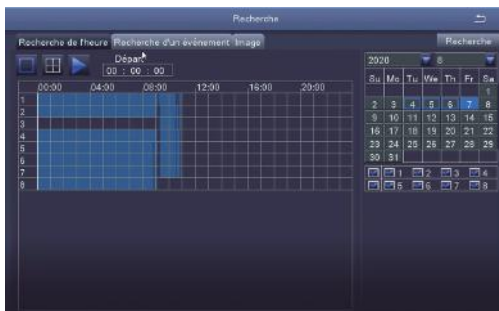 Recherche
Recherche de l'heure Recherche d'un événement Image Recherche
Départ
00 : 00 : 00
00:00 04:00 08:00 12:00 16:00 20:00
1
2
3
4
5
6
7
8
2020 8
Su Mo Tu We Th Fr Sa
1
2 3 4 5 6 7 8
9 10 11 12 13 14 15
16 17 18 19 20 21 22
23 24 25 26 27 28 29
30 31
1 2 3 4
5 6 7 8